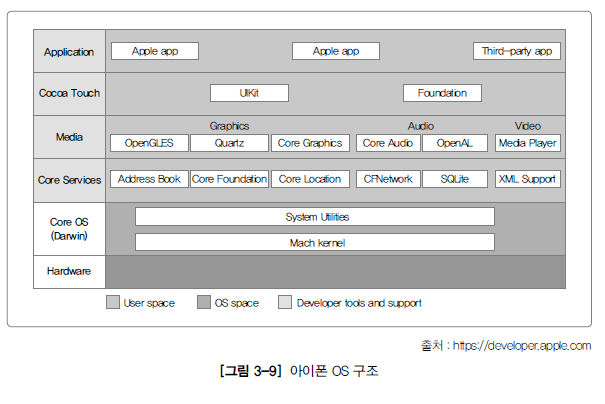 Application
Apple app Apple app Third-party app
Cocoa Touch
UIKit Foundation
Media
Graphics Audio Video
OpenGLES Quartz Core Graphics Core Audio OpenAL Media Player
Core Services
Address Book Core Foundation Core Location CFNetwork SQLite XML Support
Core OS
(Darwin)
System Utilities
Mach kernel
Hardware
User space OS space Developer tools and support
출처 : https://developer.apple.com
[그림 3-9] 아이폰 OS 구조